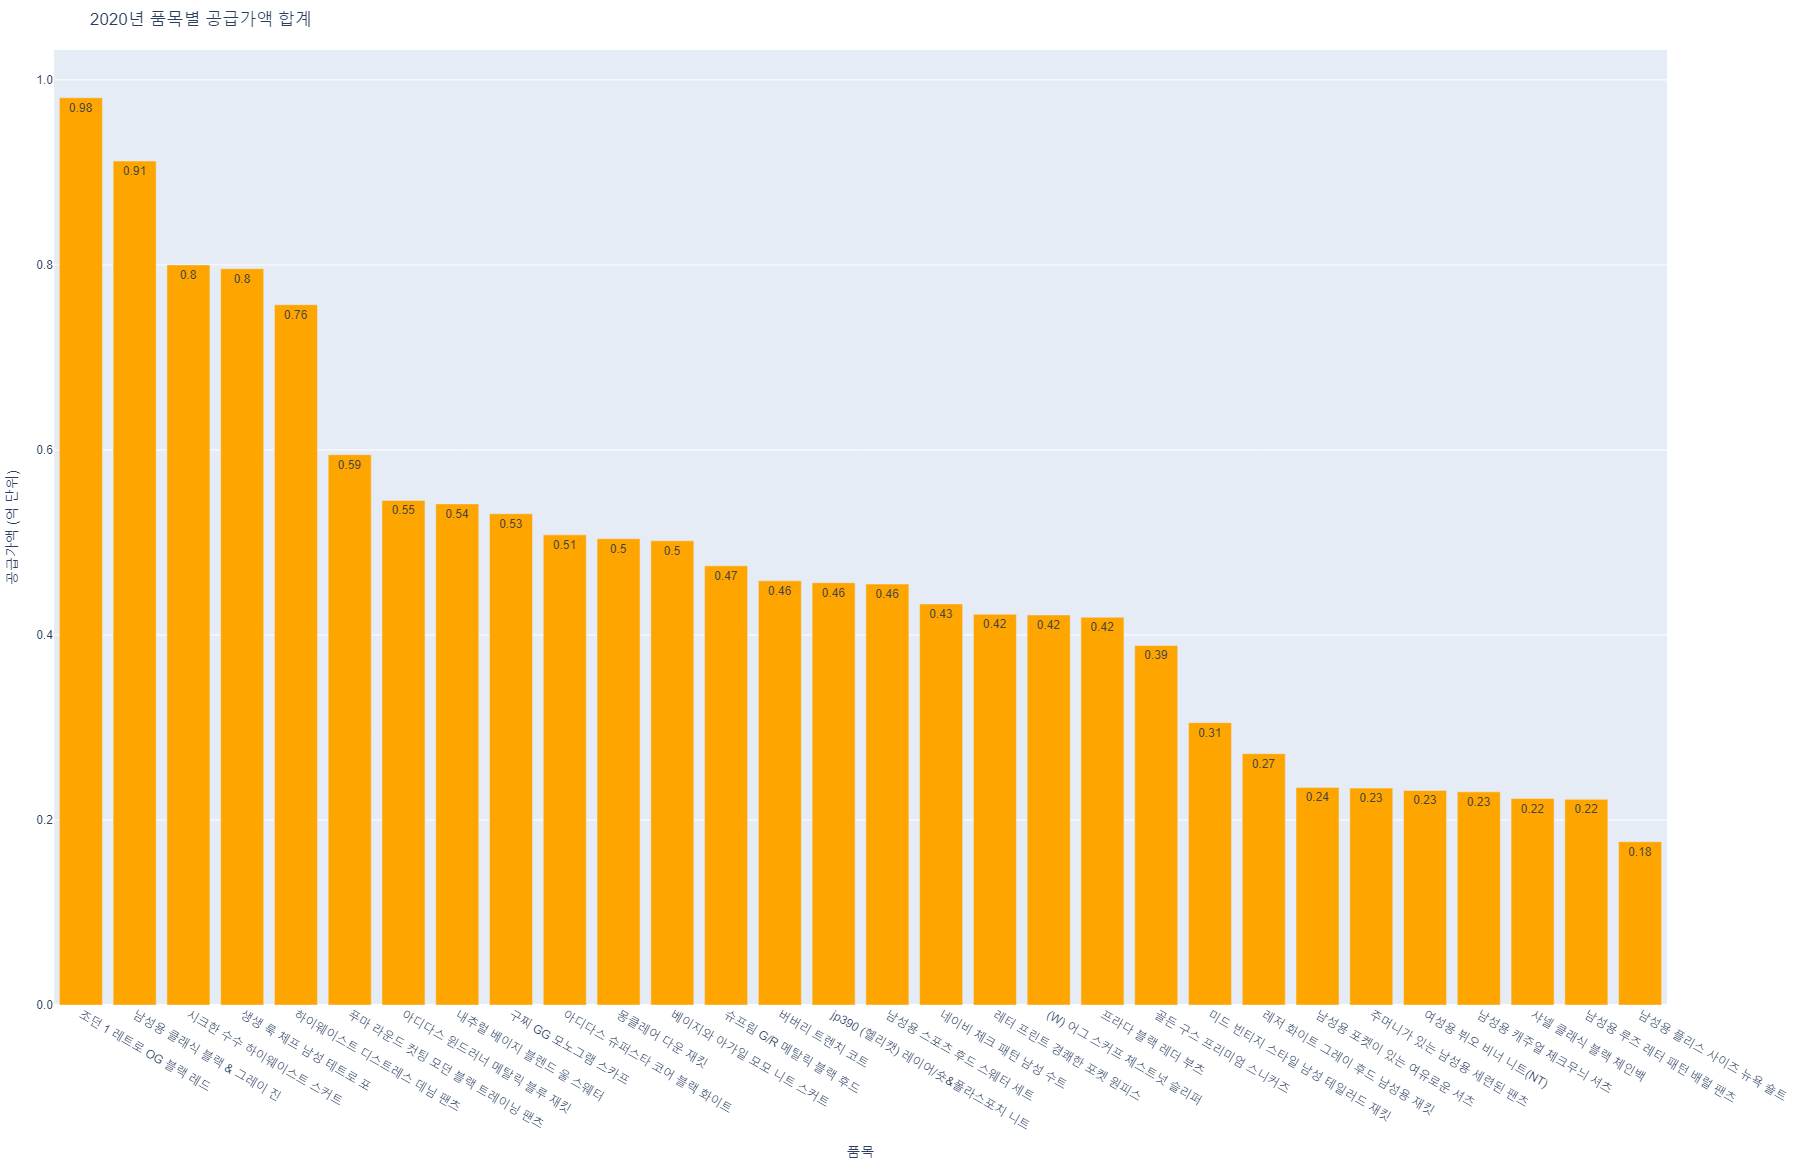 2020년 품목별 공급가액 합계
공급가액 (억 단위)
1.0
0.8
0.6
0.4
0.2
0.0
0.98
0.91
0.8
0.8
0.76
0.59
0.55
0.54
0.53
0.51
0.5
0.5
0.47
0.46
0.46
0.46
0.43
0.42
0.42
0.42
0.39
0.31
0.27
0.24
0.23
0.23
0.23
0.22
0.22
0.18
조던 1 레트로 OG 블랙 레드
남성용 클래식 블랙 & 그레이 진
시크한 수수 하이웨이스트 스커트
생생 룩 체프 남성 테트로 포
하이웨이스트 디스트레스 데님 팬츠
푸마 라운드 컷팅 모던 블랙 트레이닝 팬츠
아디다스 윈드러너 메탈릭 블루 재킷
내추럴 베이지 블렌드 울 스웨터
구찌 GG 모노그램 스카프
아디다스 슈퍼스타 코어 블랙 화이트
몽클레어 다운 재킷
베이지와 아가일 모모 니트 스커트
슈프림 G/R 메탈릭 블랙 후드
버버리 트렌치 코트
jp390 (헬리캣) 레이어/숏&폴라스포지 니트
남성용 스포츠 후드 스웨터 세트
네이비 체크 패턴 남성 수트
레터 프린트 경쾌한 포켓 원피스
(W) 어그 스커프 체스트넛 슬리퍼
프라다 블랙 레더 부츠
골든 구스 프리미엄 스니커즈
미드 빈티지 스타일 남성 테일러드 재킷
레저 화이트 그레이 후드 남성용 재킷
남성용 포켓이 있는 여유로운 셔츠
주머니가 있는 남성용 세련된 팬츠
여성용 뷔오 비너 니트(NT)
남성용 캐주얼 체크무늬 셔츠
샤넬 클래식 블랙 체인백
남성용 루즈 레터 패턴 배럴 팬츠
남성용 플리스 사이즈 뉴욕 숄트
품목